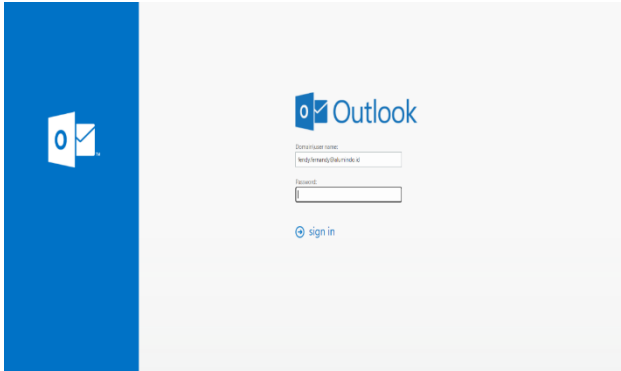 Outlook
Domain\user name:
fendy.fernandy@alumindo.id
Password:
sign in